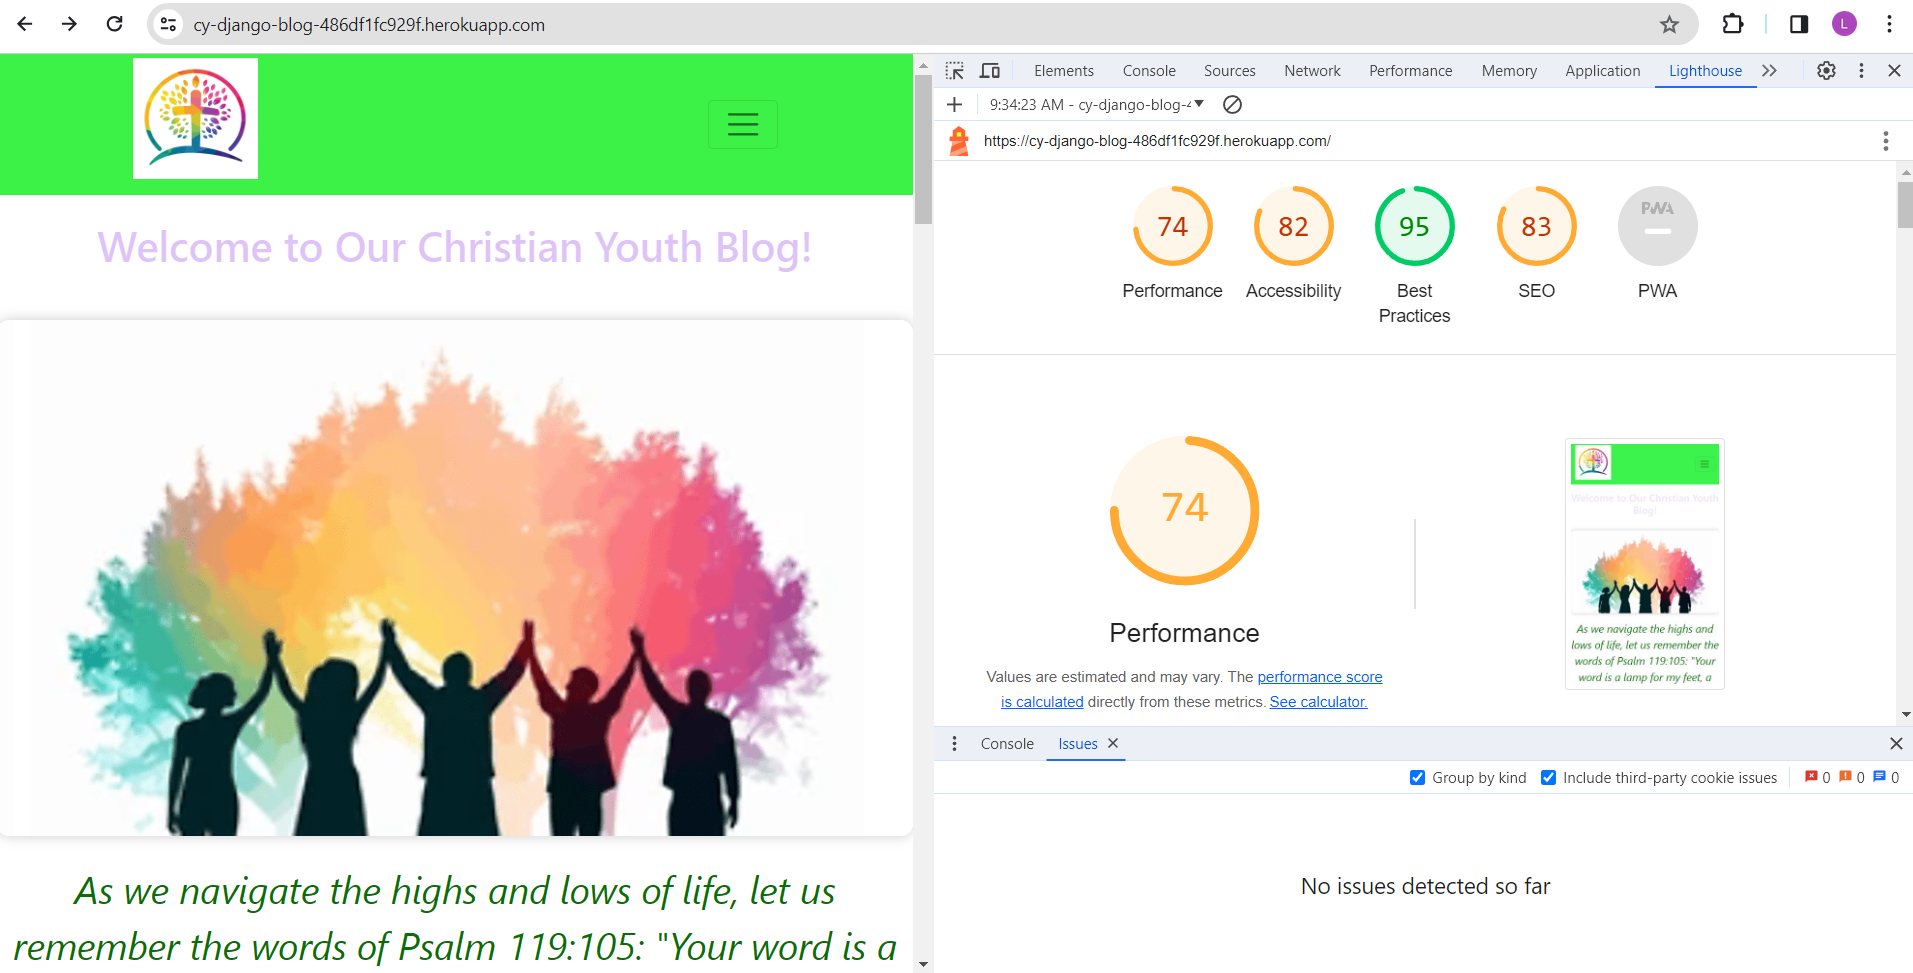 cy-django-blog-486df1fc929f.herokuapp.com
L
Welcome to Our Christian Youth Blog!
As we navigate the highs and lows of life, let us
remember the words of Psalm 119:105: "Your word is a
Elements Console Sources Network Performance Memory Application Lighthouse
9:34:23 AM - cy-django-blog-4
https://cy-django-blog-486df1fc929f.herokuapp.com/
74 82 95 83 PWA
Performance Accessibility Best Practices SEO PWA
74
Performance
Values are estimated and may vary. The performance score
is calculated directly from these metrics. See calculator.
Welcome to Our Christian Youth
Blog!
As we navigate the highs and
lows of life, let us remember the
words of Psalm 119:105: "Your
word is a lamp for my feet, a
Console Issues
Group by kind Include third-party cookie issues 0 0 0
No issues detected so far